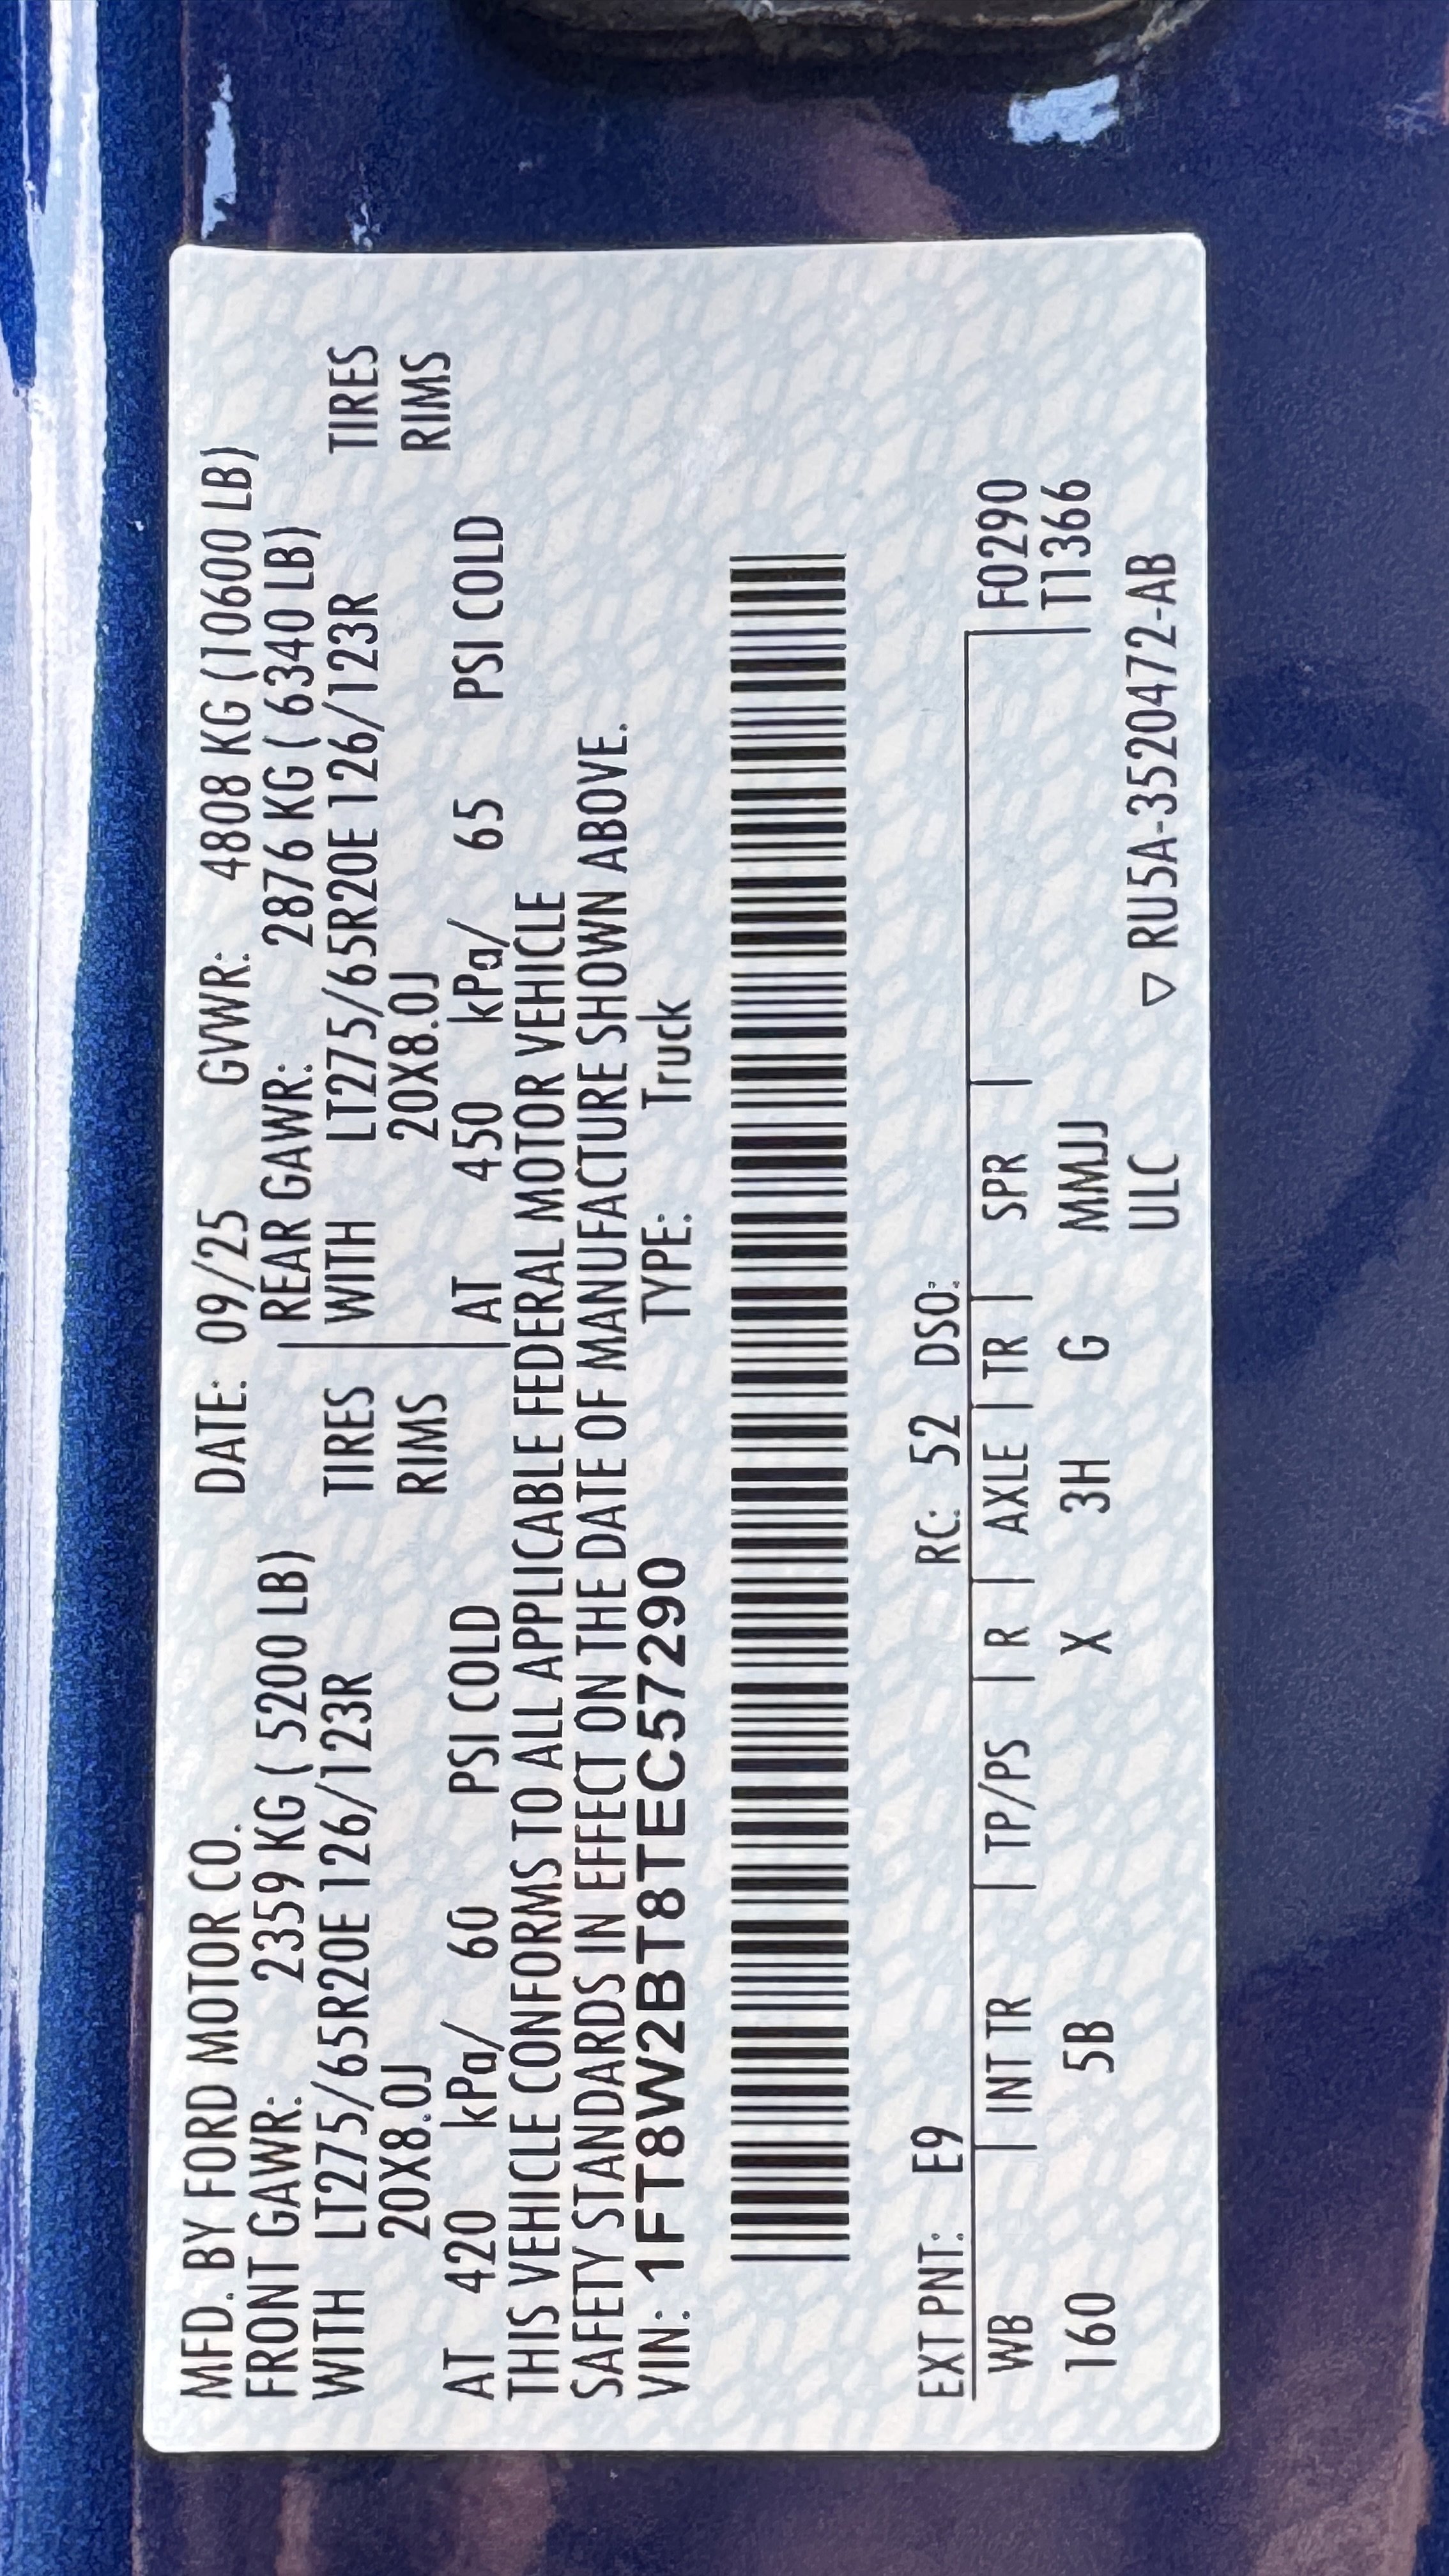 MFD. BY FORD MOTOR CO. DATE: 09/25 GVWR: 4808 KG (10600 LB)
FRONT GAWR: 2359 KG ( 5200 LB) REAR GAWR: 2876 KG ( 6340 LB)
WITH LT275/65R20E 126/123R TIRES WITH LT275/65R20E 126/123R TIRES
20X8.0J RIMS 20X8.0J RIMS
AT 420 kPa/ 60 PSI COLD AT 450 kPa/ 65 PSI COLD
THIS VEHICLE CONFORMS TO ALL APPLICABLE FEDERAL MOTOR VEHICLE
SAFETY STANDARDS IN EFFECT ON THE DATE OF MANUFACTURE SHOWN ABOVE.
VIN: 1FT8W2BT8TEC57290 TYPE: Truck
EXT PNT: E9 RC: 52 DSO:
WB | INT TR | TP/PS | R | AXLE | TR | SPR | F0290
160 5B X 3H G MMJJ T1366
ULC ▽ RU5A-3520472-AB